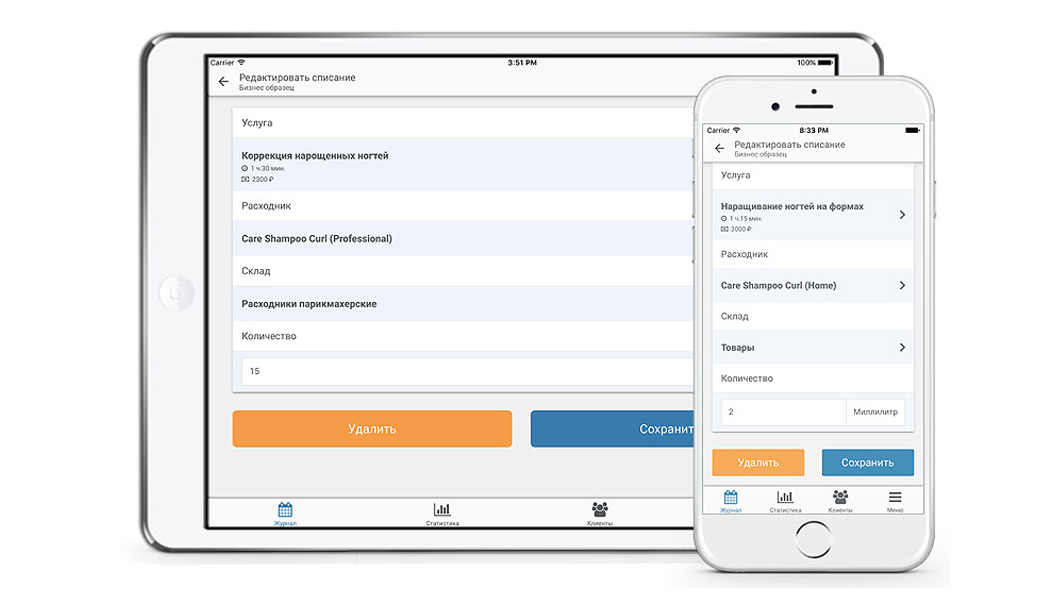 Carrier
3:51 PM
100%
Редактировать списание
Бизнес образец
Услуга
Коррекция нарощенных ногтей
1 ч.30 мин.
2300 ₽
Расходник
Care Shampoo Curl (Professional)
Склад
Расходники парикмахерские
Количество
15
Удалить
Сохранит
Журнал
Статистика
Клиенты
Carrier
8:33 PM
Редактировать списание
Бизнес образец
Услуга
Наращивание ногтей на формах
1 ч.15 мин.
3000 ₽
Расходник
Care Shampoo Curl (Home)
Склад
Товары
Количество
2 Миллилитр
Удалить Сохранить
Журнал Статистика Клиенты Меню